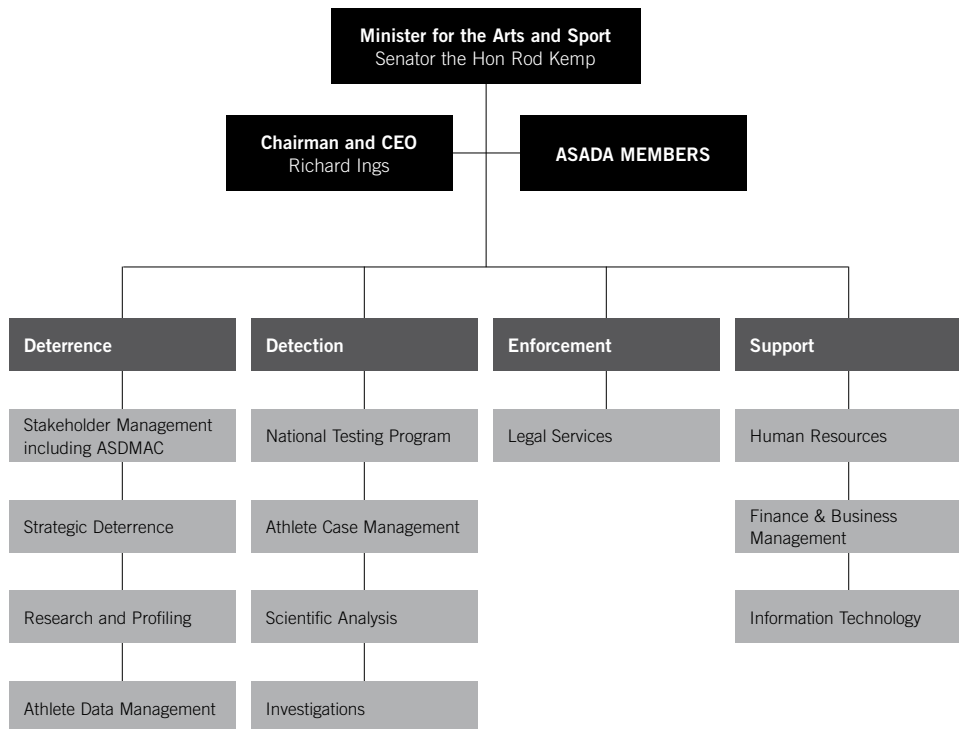 Minister for the Arts and Sport
Senator the Hon Rod Kemp
Chairman and CEO
Richard Ings
ASADA MEMBERS
Deterrence
Stakeholder Management
including ASDMAC
Strategic Deterrence
Research and Profiling
Athlete Data Management
Detection
National Testing Program
Athlete Case Management
Scientific Analysis
Investigations
Enforcement
Legal Services
Support
Human Resources
Finance & Business
Management
Information Technology